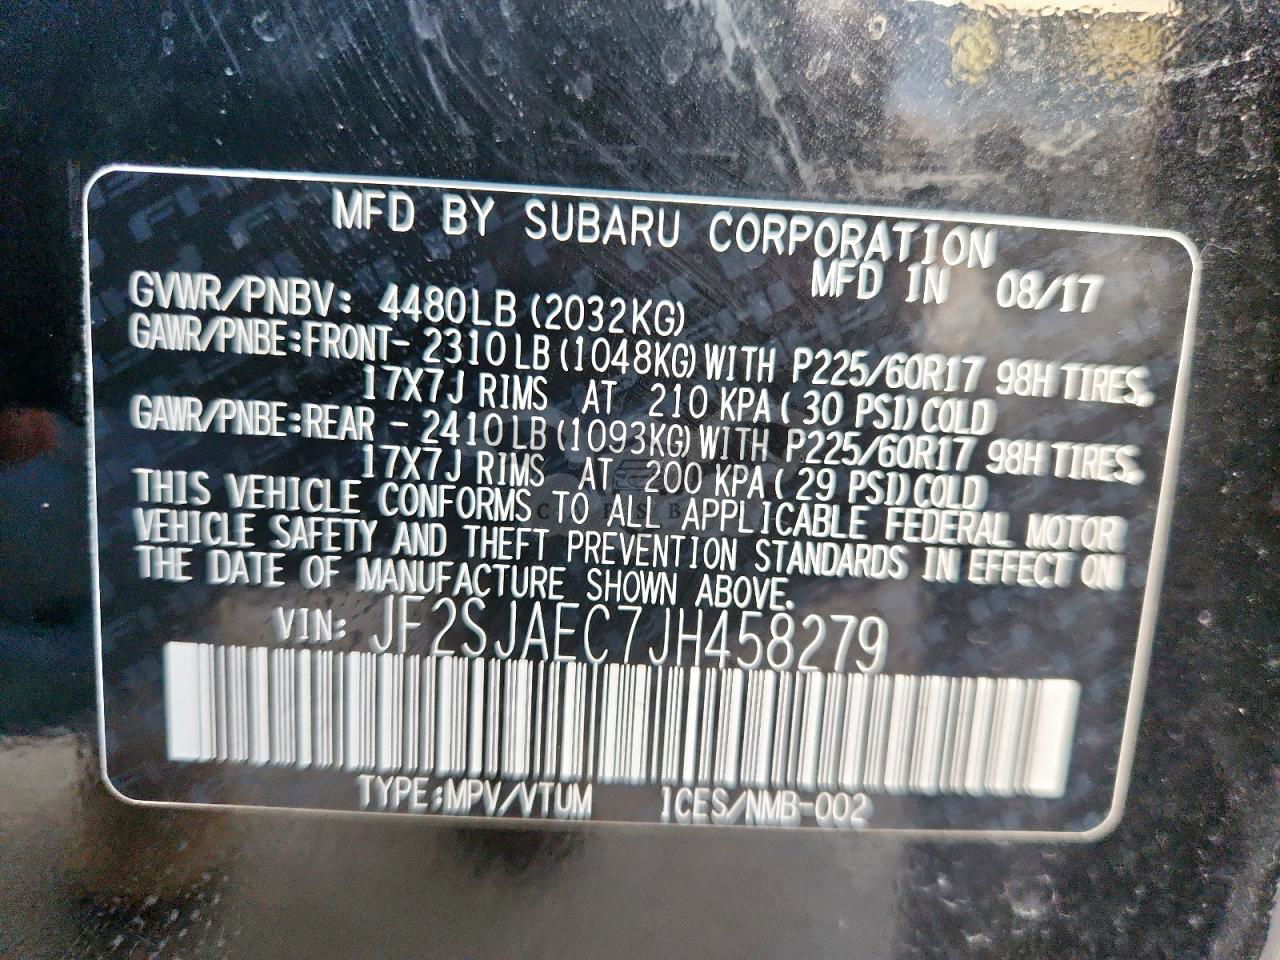 MFD BY SUBARU CORPORATION
MFD IN 08/17
GVWR/PNBV: 4480LB (2032KG)
GAWR/PNBE:FRONT- 2310LB (1048KG) WITH P225/60R17 98H TIRES,
17X7J RIMS AT 210 KPA (30 PSI) COLD
GAWR/PNBE:REAR - 2410LB (1093KG) WITH P225/60R17 98H TIRES,
17X7J RIMS AT 200 KPA (29 PSI) COLD
THIS VEHICLE CONFORMS TO ALL APPLICABLE FEDERAL MOTOR
VEHICLE SAFETY AND THEFT PREVENTION STANDARDS IN EFFECT ON
THE DATE OF MANUFACTURE SHOWN ABOVE.
VIN: JF2SJAEC7JH458279
TYPE:MPV/VTUM ICES/NMB-002